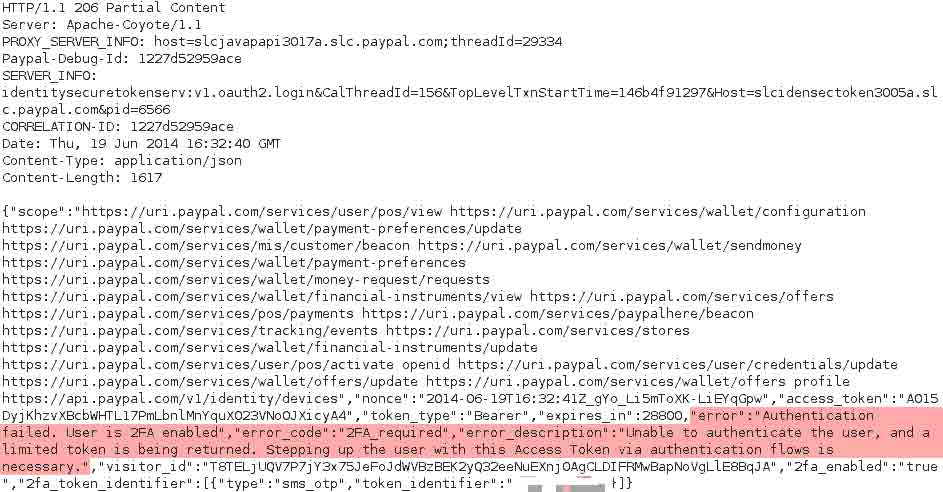 HTTP/1.1 206 Partial Content
Server: Apache-Coyote/1.1
PROXY_SERVER_INFO: host=slcjavapapi3017a.slc.paypal.com;threadId=29334
Paypal-Debug-Id: 1227d52959ace
SERVER_INFO:
identitysecuretokenserv:v1.oauth2.login&CalThreadId=156&TopLevelTxnStartTime=146b4f91297&Host=slcidensectoken3005a.sl
c.paypal.com&pid=6566
CORRELATION-ID: 1227d52959ace
Date: Thu, 19 Jun 2014 16:32:40 GMT
Content-Type: application/json
Content-Length: 1617
{"scope":"https://uri.paypal.com/services/user/pos/view https://uri.paypal.com/services/wallet/configuration
https://uri.paypal.com/services/wallet/payment-preferences/update
https://uri.paypal.com/services/mis/customer/beacon https://uri.paypal.com/services/wallet/sendmoney
https://uri.paypal.com/services/wallet/payment-preferences
https://uri.paypal.com/services/wallet/money-request/requests
https://uri.paypal.com/services/wallet/financial-instruments/view https://uri.paypal.com/services/offers
https://uri.paypal.com/services/pos/payments https://uri.paypal.com/services/paypalhere/beacon
https://uri.paypal.com/services/tracking/events https://uri.paypal.com/services/stores
https://uri.paypal.com/services/wallet/financial-instruments/update
https://uri.paypal.com/services/user/pos/activate openid https://uri.paypal.com/services/user/credentials/update
https://uri.paypal.com/services/wallet/offers/update https://uri.paypal.com/services/wallet/offers profile
https://api.paypal.com/v1/identity/devices","nonce":"2014-06-19T16:32:41Z_gYo_Li5mToXK-LiEYqGpw","access_token":"A015
DyjKhzvXBcbWHTL17PmLbnlMnYquXO23VNoOJXicyA4","token_type":"Bearer","expires_in":28800,"error":"Authentication
failed. User is 2FA enabled","error_code":"2FA_required","error_description":"Unable to authenticate the user, and a
limited token is being returned. Stepping up the user with this Access Token via authentication flows is
necessary.","visitor_id":"T8TELjUQV7P7jY3x75JeFoJdWVBzBEK2yQ32eeNuEXnjOAgCLDIFRMwBapNoVgLlE8BqJA","2fa_enabled":"true
","2fa_token_identifier":[{"type":"sms_otp","token_identifier":" }]}